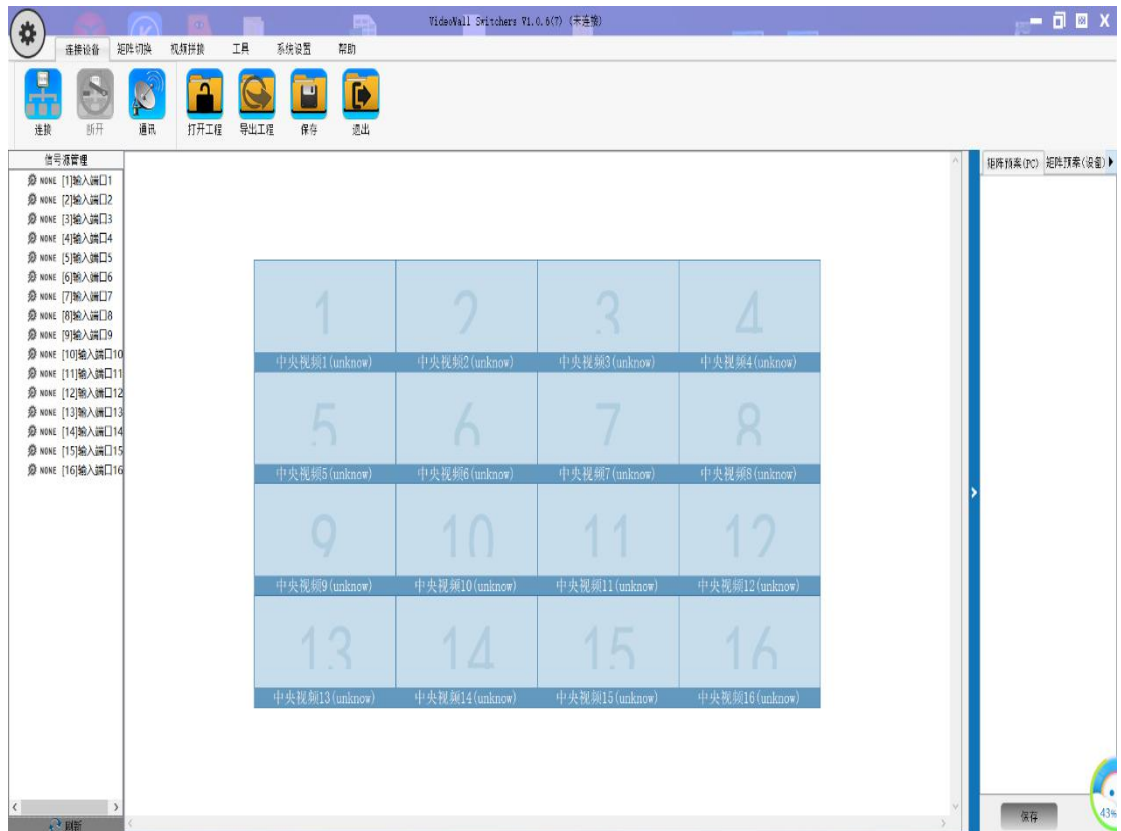 VideoWall Switchers V1.0.6(7) (未连接)
连接设备 矩阵切换 视频拼接 工具 系统设置 帮助
连接 断开 通讯 打开工程 导出工程 保存 退出
信号源管理
矩阵预案(PC) 矩阵预案(设备)
NONE [1]输入端口1
NONE [2]输入端口2
NONE [3]输入端口3
NONE [4]输入端口4
NONE [5]输入端口5
NONE [6]输入端口6
NONE [7]输入端口7
NONE [8]输入端口8
NONE [9]输入端口9
NONE [10]输入端口10
NONE [11]输入端口11
NONE [12]输入端口12
NONE [13]输入端口13
NONE [14]输入端口14
NONE [15]输入端口15
NONE [16]输入端口16
1 2 3 4
中央视频1(unknow) 中央视频2(unknow) 中央视频3(unknow) 中央视频4(unknow)
5 6 7 8
中央视频5(unknow) 中央视频6(unknow) 中央视频7(unknow) 中央视频8(unknow)
9 10 11 12
中央视频9(unknow) 中央视频10(unknow) 中央视频11(unknow) 中央视频12(unknow)
13 14 15 16
中央视频13(unknow) 中央视频14(unknow) 中央视频15(unknow) 中央视频16(unknow)
刷新
保存
43%